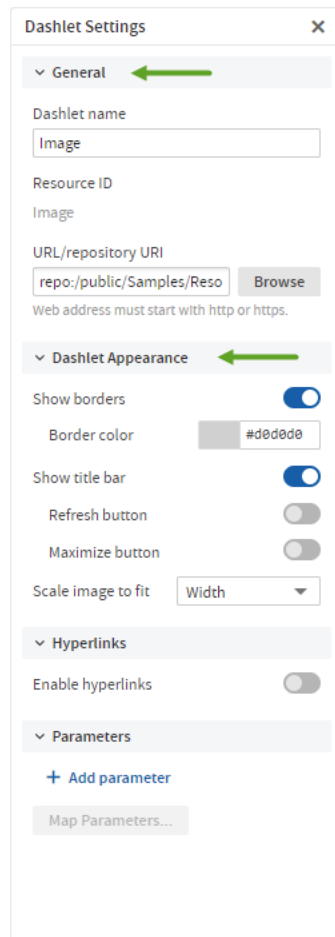 Dashlet Settings
General
Dashlet name
Image
Resource ID
Image
URL/repository URI
repo:/public/Samples/Reso Browse
Web address must start with http or https.
Dashlet Appearance
Show borders
Border color #d0d0d0
Show title bar
Refresh button
Maximize button
Scale image to fit Width
Hyperlinks
Enable hyperlinks
Parameters
+ Add parameter
Map Parameters...